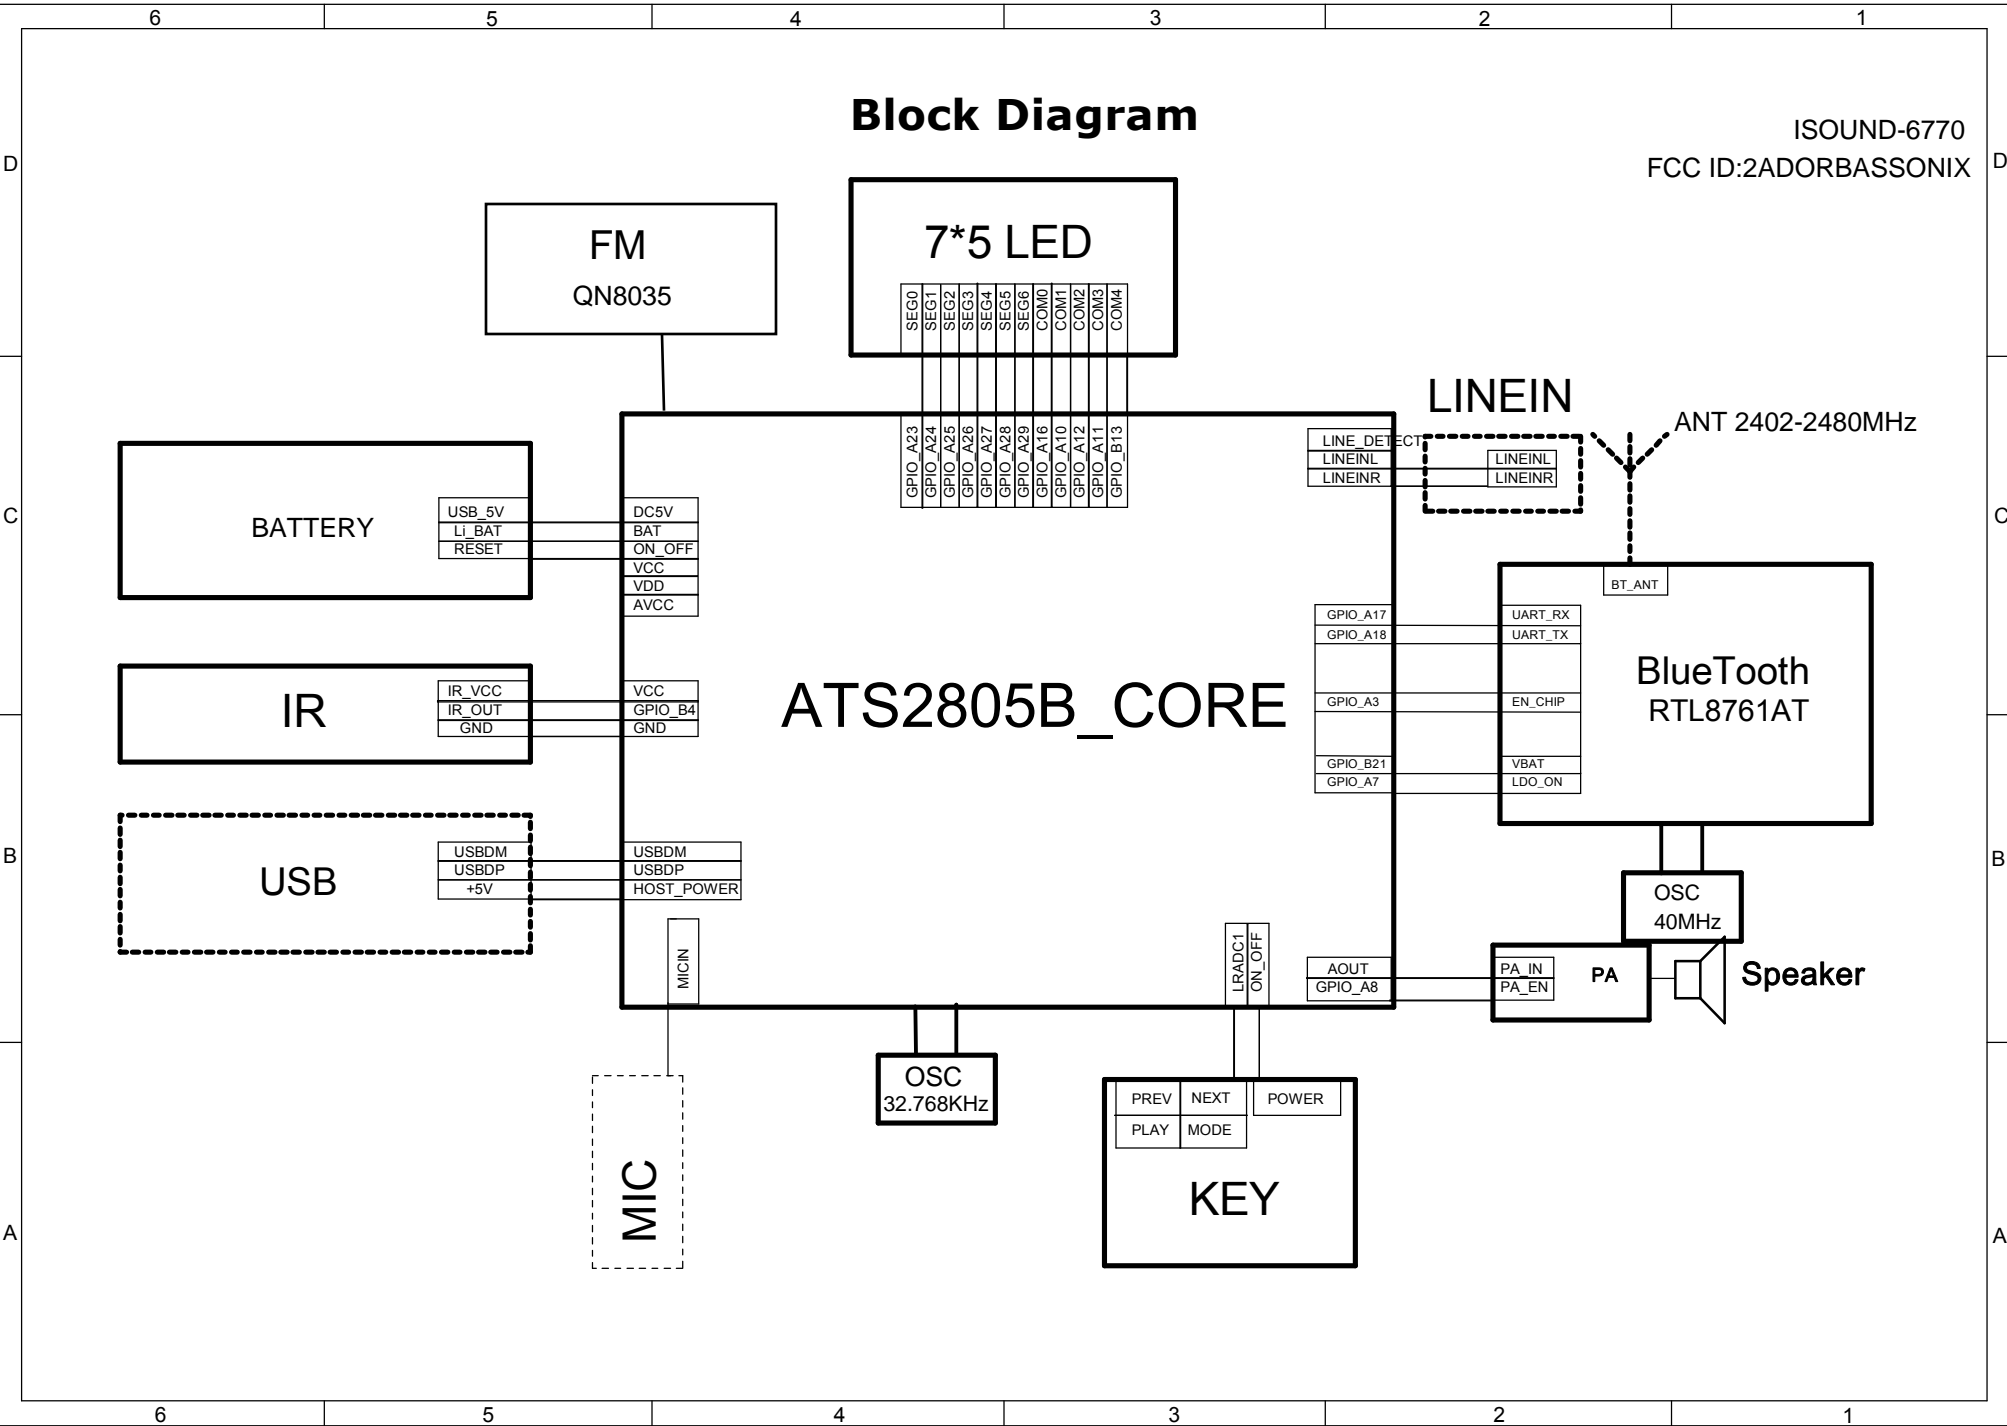 6 5 4 3 2 1
Block Diagram
ISOUND-6770
FCC ID:2ADORBASSONIX
D D
FM
QN8035
7*5 LED
SEG0 SEG1 SEG2 SEG3 SEG4 SEG5 SEG6 COM0 COM1 COM2 COM3 COM4
GPIO_A23 GPIO_A24 GPIO_A25 GPIO_A26 GPIO_A27 GPIO_A28 GPIO_A29 GPIO_A16 GPIO_A10 GPIO_A12 GPIO_A11 GPIO_B13
LINEIN
ANT 2402-2480MHz
LINE_DETECT
LINEINL LINEINL
LINEINR LINEINR
C C
BATTERY
USB_5V DC5V
Li_BAT BAT
RESET ON_OFF
VCC
VDD
AVCC
BT_ANT
GPIO_A17 UART_RX
GPIO_A18 UART_TX
GPIO_A3 EN_CHIP
GPIO_B21 VBAT
GPIO_A7 LDO_ON
BlueTooth
RTL8761AT
ATS2805B_CORE
IR
IR_VCC VCC
IR_OUT GPIO_B4
GND GND
B B
USB
USBDM USBDM
USBDP USBDP
+5V HOST_POWER
OSC
40MHz
MICIN
LRADC1
ON_OFF
AOUT PA_IN
GPIO_A8 PA_EN
PA
Speaker
OSC
32.768KHz
PREV NEXT POWER
PLAY MODE
KEY
MIC
A A
6 5 4 3 2 1